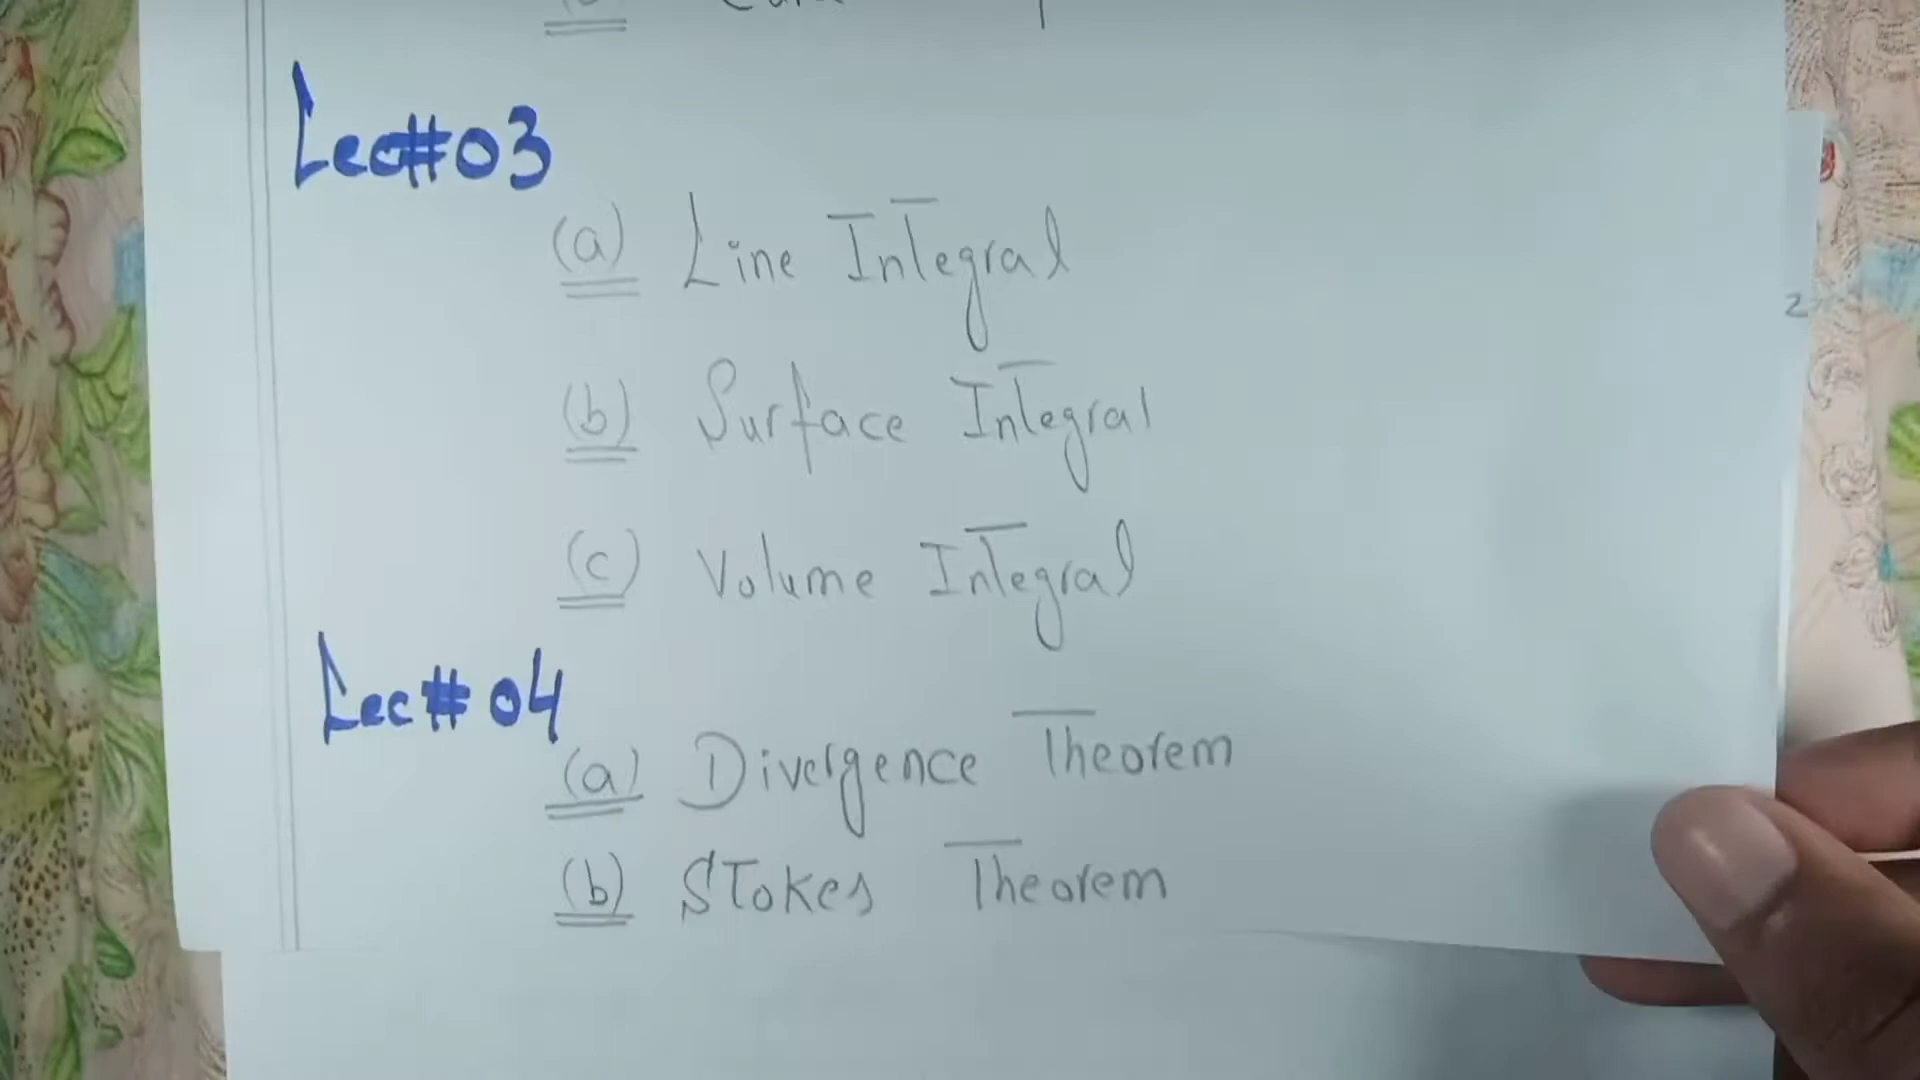 Lec#03
(a) Line Integral
(b) Surface Integral
(c) Volume Integral
Lec#04
(a) Divergence Theorem
(b) Stokes Theorem